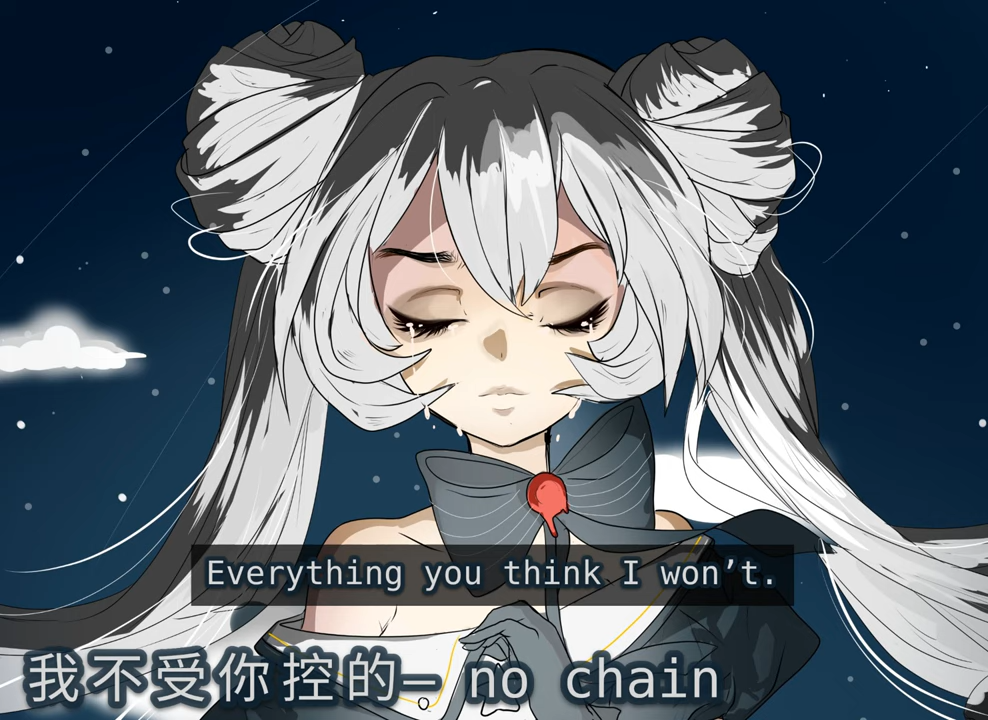 Everything you think I won’t.
我不受你控的— no chain